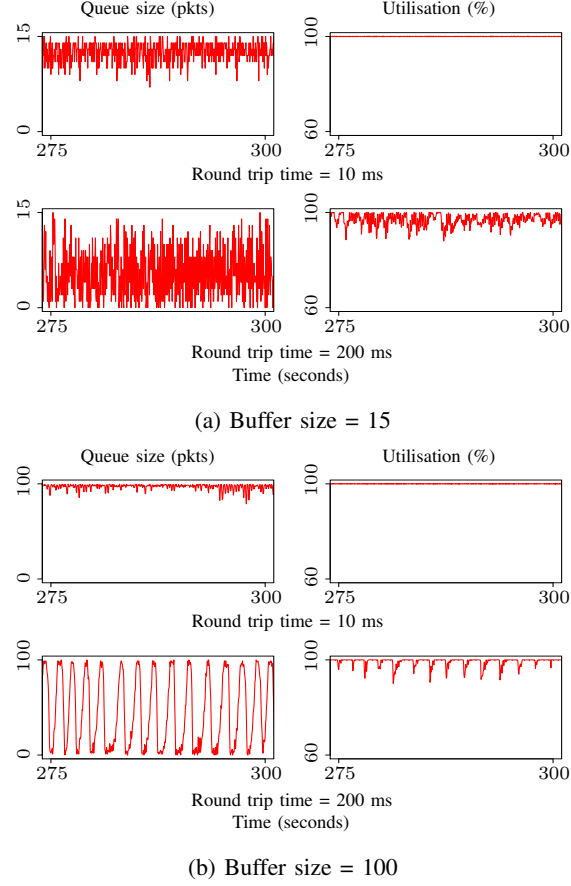 Queue size (pkts) Utilisation (%)
15 100
0 60
275 300 275 300
Round trip time = 10 ms
15 100
0 60
275 300 275 300
Round trip time = 200 ms
Time (seconds)
(a) Buffer size = 15
Queue size (pkts) Utilisation (%)
100 100
0 60
275 300 275 300
Round trip time = 10 ms
100 100
0 60
275 300 275 300
Round trip time = 200 ms
Time (seconds)
(b) Buffer size = 100